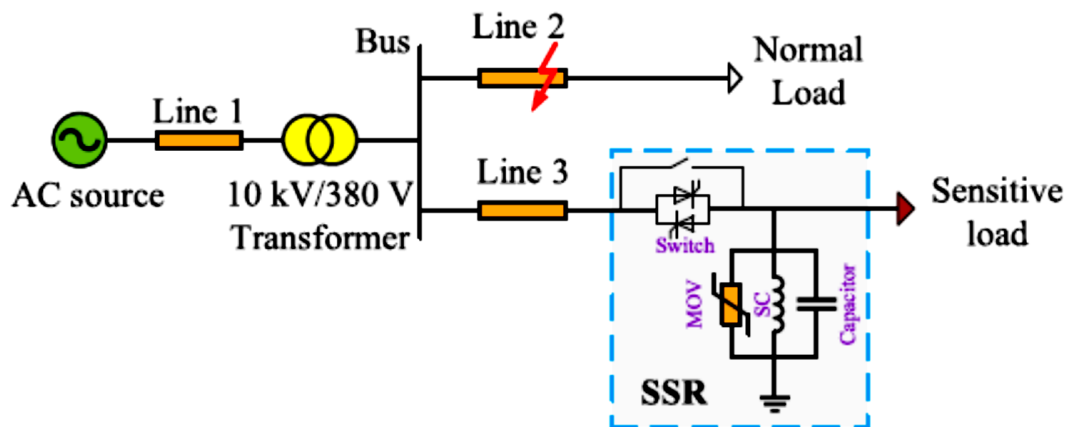 Line 2
Bus
Normal
Load
Line 1
AC source
10 kV/380 V
Transformer
Line 3
Switch
Sensitive
load
MOV
SC
Capacitor
SSR